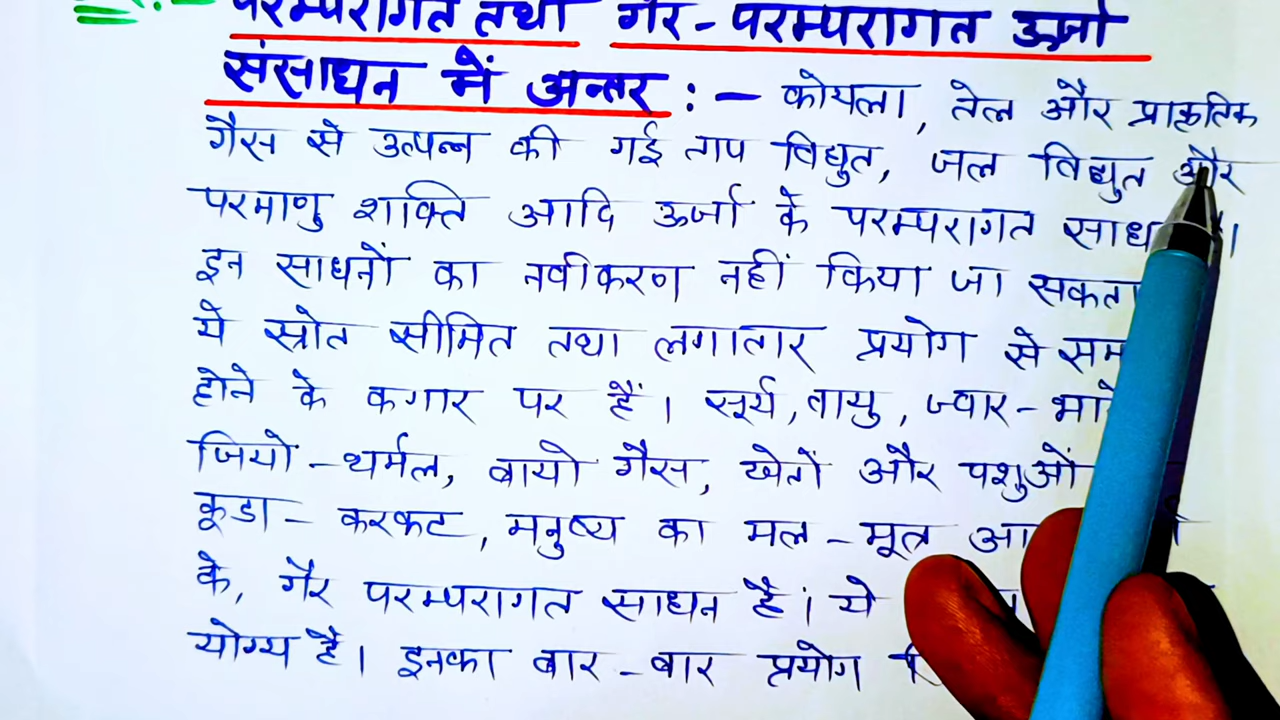 परम्परागत तथा गैर-परम्परागत ऊर्जा
संसाधन में अन्तर :- कोयला, तेल और प्राकृतिक
गैस से उत्पन्न की गई ताप विद्युत, जल विद्युत और
परमाणु शक्ति आदि ऊर्जा के परम्परागत
इन साधनों का नवीकरण नहीं किया जा सकता
ये स्रोत सीमित तथा लगातार प्रयोग से
होने के कगार पर हैं। सूर्य, वायु, ज्वार-
जियो-थर्मल, बायो गैस, खेतों और पशुओं
कूडा-करकट, मनुष्य का मल-मूत्र
के, गैर परम्परागत साधन है। ये
योग्य है। इनका बार-बार प्रयोग